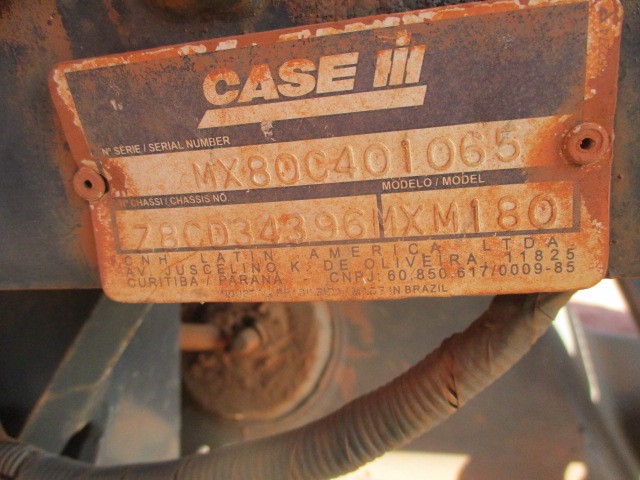 CASE III
Nº SÉRIE / SERIAL NUMBER
MX80C401065
Nº CHASSI / CHASSIS NO MODELO / MODEL
Z8CD34396 MXM180
CNH LATIN AMERICA LTDA
AV. JUSCELINO K. DE OLIVEIRA, 11825
CURITIBA / PARANÁ CNPJ. 60.850.617/0009-85
MADE IN BRAZIL